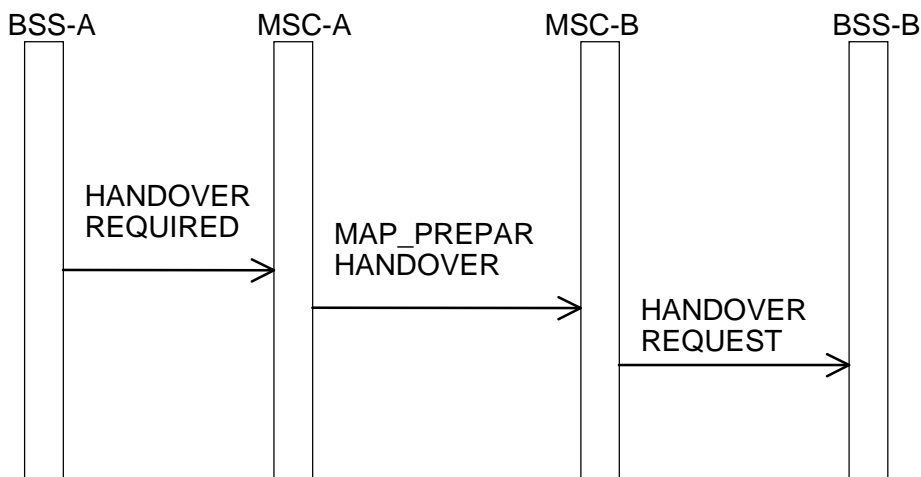 BSS-A
MSC-A
MSC-B
BSS-B
HANDOVER
REQUIRED
MAP_PREPAR
HANDOVER
HANDOVER
REQUEST